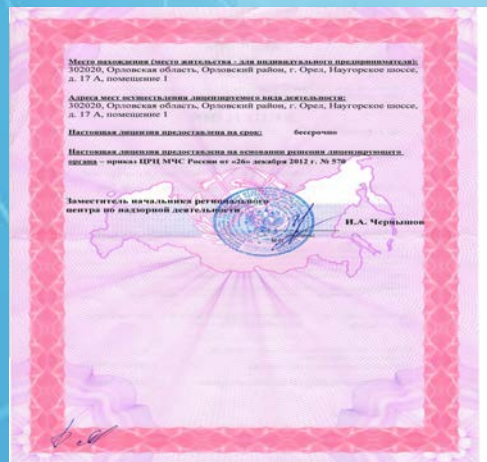 Место нахождения (место жительства - для индивидуального предпринимателя):
302020, Орловская область, Орловский район, г. Орел, Наугорское шоссе,
д. 17 А, помещение 1
Адреса мест осуществления лицензируемого вида деятельности:
302020, Орловская область, Орловский район, г. Орел, Наугорское шоссе,
д. 17 А, помещение 1
Настоящая лицензия предоставлена на срок: бессрочно
Настоящая лицензия предоставлена на основании решения лицензирующего
органа – приказ ЦРЦ МЧС России от «26» декабря 2012 г. № 570
Заместитель начальника регионального
центра по надзорной деятельности
И.А. Чернышов